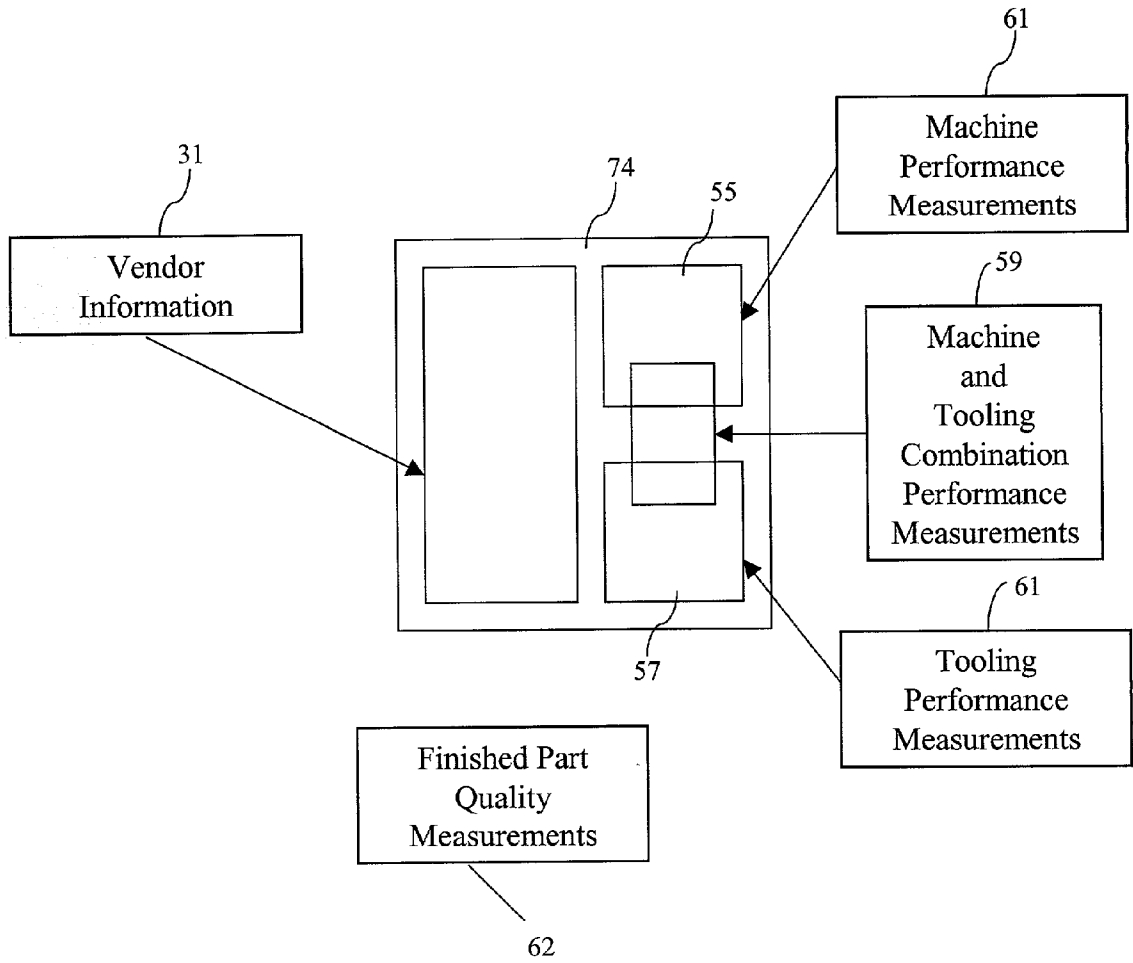 61
Machine
Performance
Measurements
31
74
55
Vendor
Information
59
Machine
and
Tooling
Combination
Performance
Measurements
61
57
Tooling
Performance
Measurements
Finished Part
Quality
Measurements
62